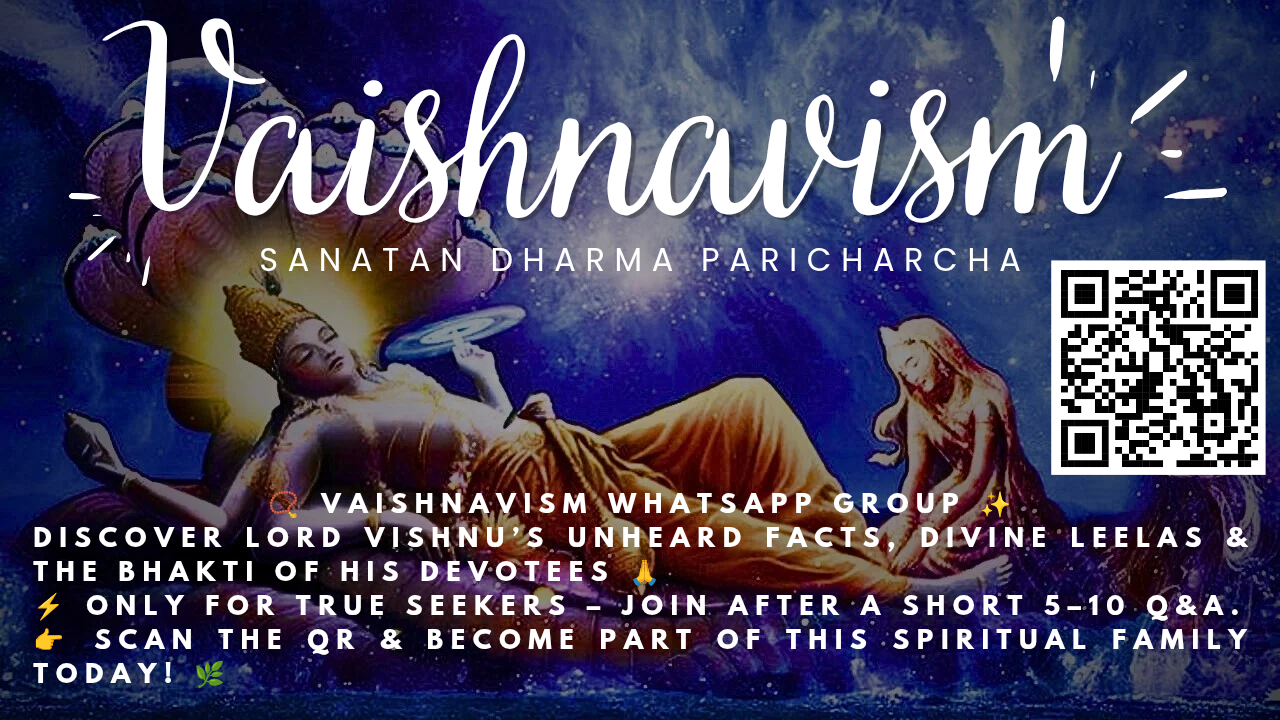 Vaishnavism
SANATAN DHARMA PARICHARCHA
📿 VAISHNAVISM WHATSAPP GROUP ✨
DISCOVER LORD VISHNU’S UNHEARD FACTS, DIVINE LEELAS &
THE BHAKTI OF HIS DEVOTEES 🙏
⚡ ONLY FOR TRUE SEEKERS – JOIN AFTER A SHORT 5–10 Q&A.
👉 SCAN THE QR & BECOME PART OF THIS SPIRITUAL FAMILY
TODAY! 🌿